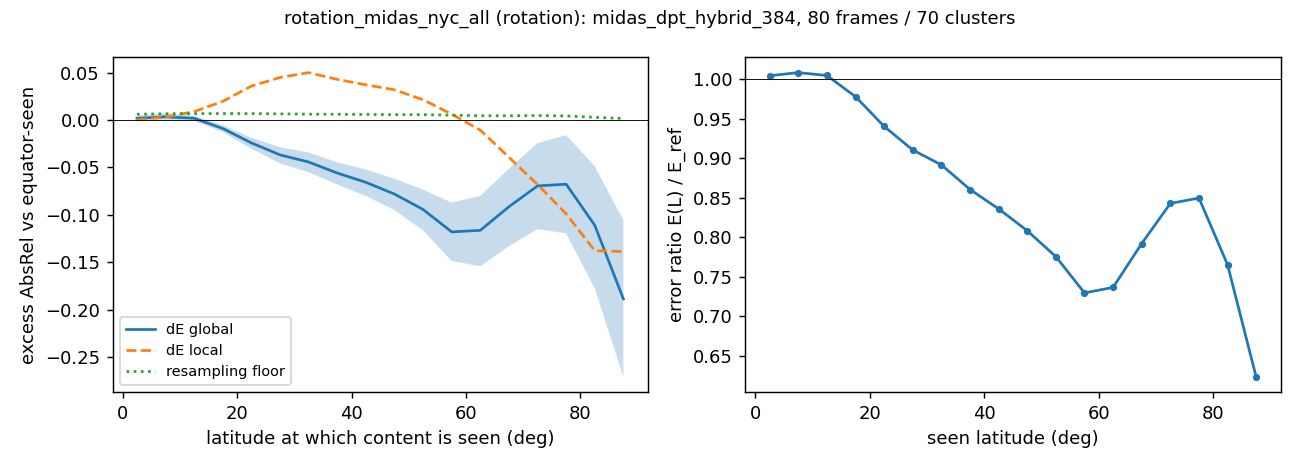 rotation_midas_nyc_all (rotation): midas_dpt_hybrid_384, 80 frames / 70 clusters
excess AbsRel vs equator-seen
0.05
0.00
−0.05
−0.10
−0.15
−0.20
−0.25
dE global
dE local
resampling floor
0 20 40 60 80
latitude at which content is seen (deg)
error ratio E(L) / E_ref
1.00
0.95
0.90
0.85
0.80
0.75
0.70
0.65
0 20 40 60 80
seen latitude (deg)